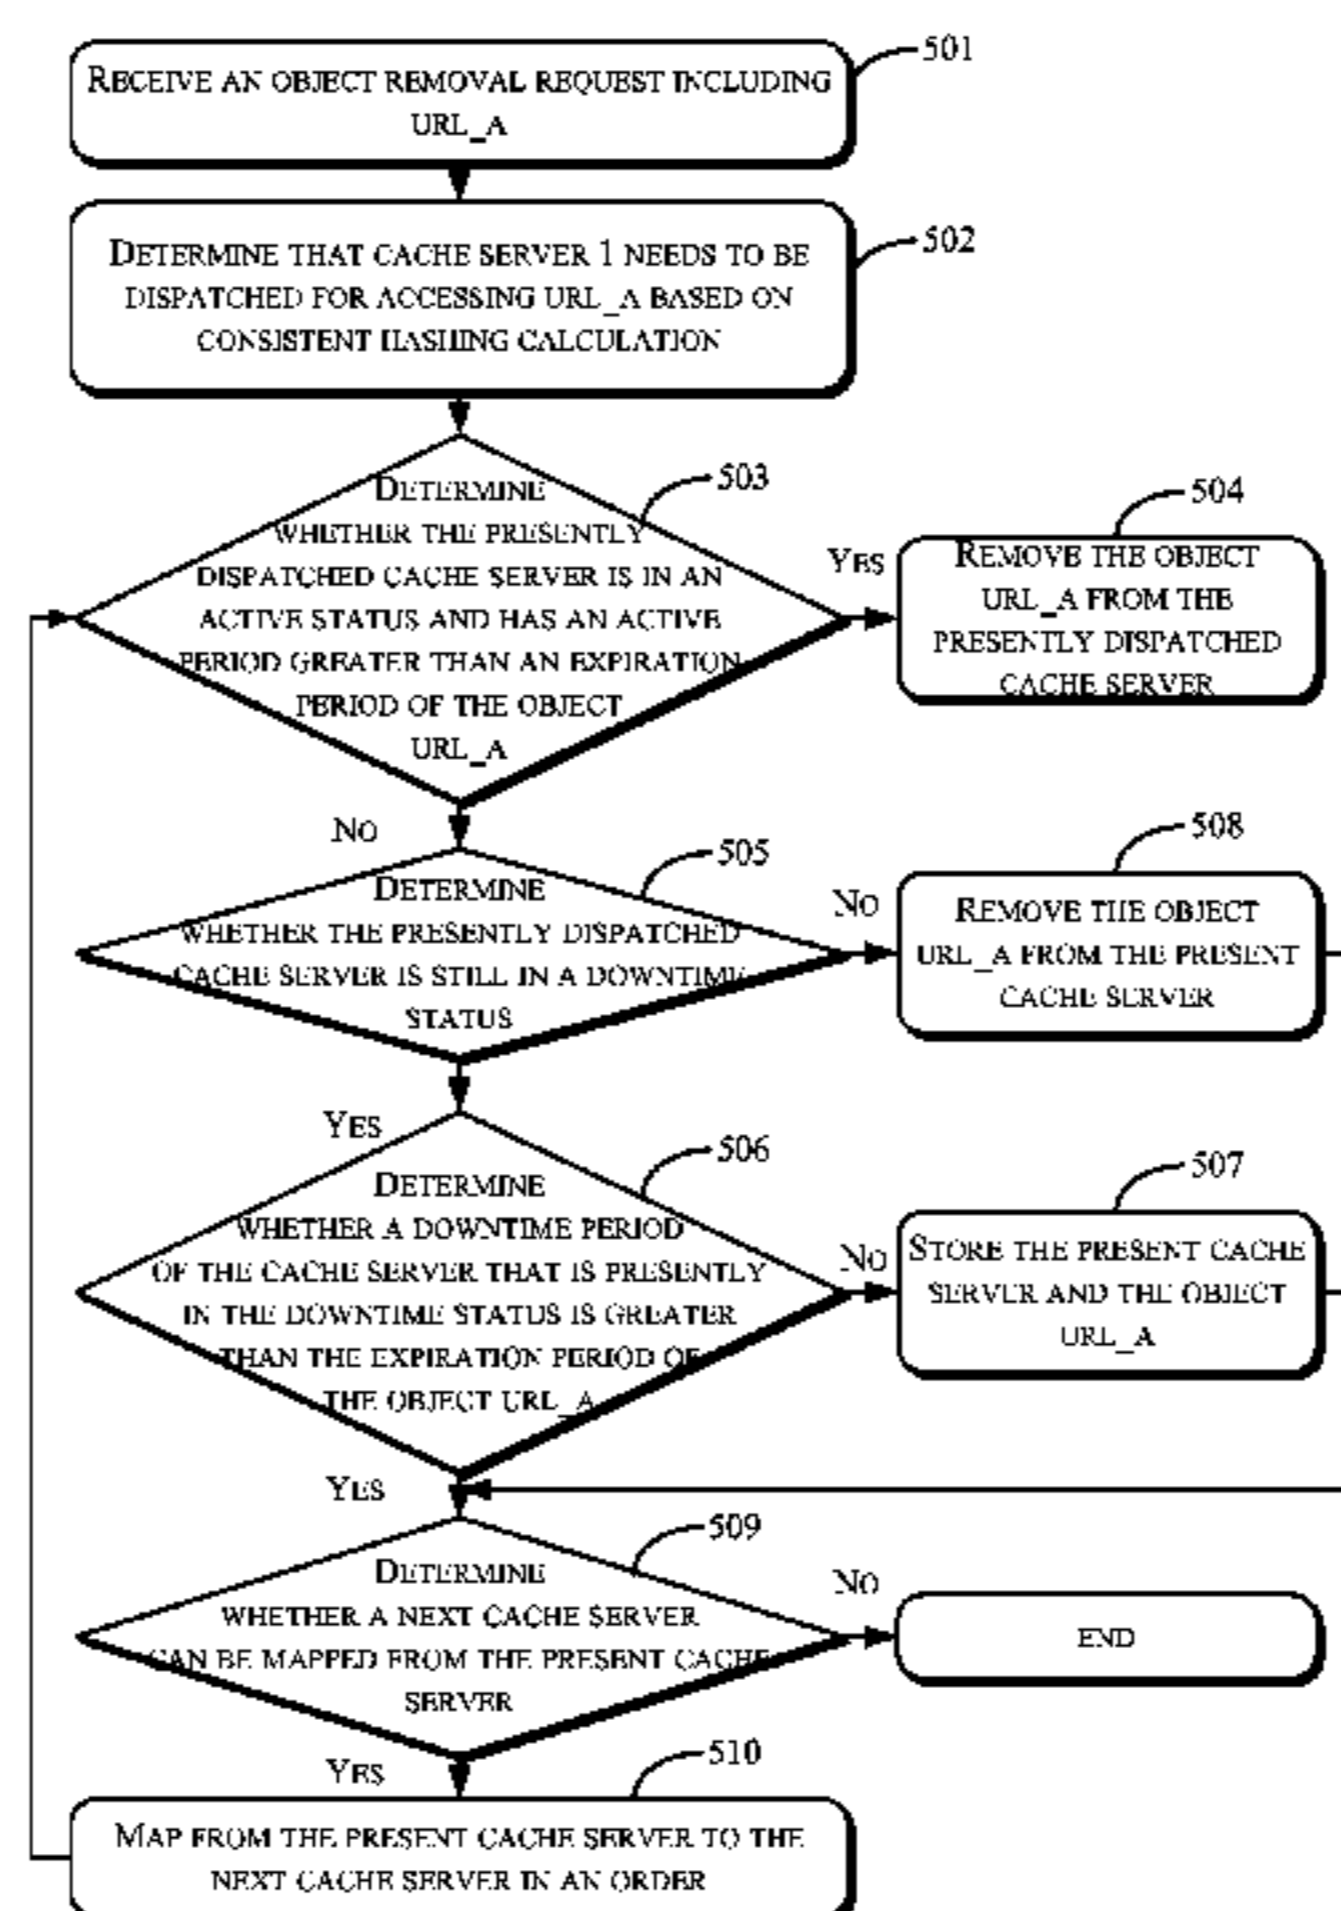 501
RECEIVE AN OBJECT REMOVAL REQUEST INCLUDING
URL_A
502
DETERMINE THAT CACHE SERVER 1 NEEDS TO BE
DISPATCHED FOR ACCESSING URL_A BASED ON
CONSISTENT HASHING CALCULATION
503
DETERMINE
WHETHER THE PRESENTLY
DISPATCHED CACHE SERVER IS IN AN
ACTIVE STATUS AND HAS AN ACTIVE
PERIOD GREATER THAN AN EXPIRATION
PERIOD OF THE OBJECT
URL_A
YES
504
REMOVE THE OBJECT
URL_A FROM THE
PRESENTLY DISPATCHED
CACHE SERVER
NO
505
DETERMINE
WHETHER THE PRESENTLY DISPATCHED
CACHE SERVER IS STILL IN A DOWNTIME
STATUS
NO
508
REMOVE THE OBJECT
URL_A FROM THE PRESENT
CACHE SERVER
YES
506
DETERMINE
WHETHER A DOWNTIME PERIOD
OF THE CACHE SERVER THAT IS PRESENTLY
IN THE DOWNTIME STATUS IS GREATER
THAN THE EXPIRATION PERIOD OF
THE OBJECT URL_A
NO
507
STORE THE PRESENT CACHE
SERVER AND THE OBJECT
URL_A
YES
509
DETERMINE
WHETHER A NEXT CACHE SERVER
CAN BE MAPPED FROM THE PRESENT CACHE
SERVER
NO
END
YES
510
MAP FROM THE PRESENT CACHE SERVER TO THE
NEXT CACHE SERVER IN AN ORDER